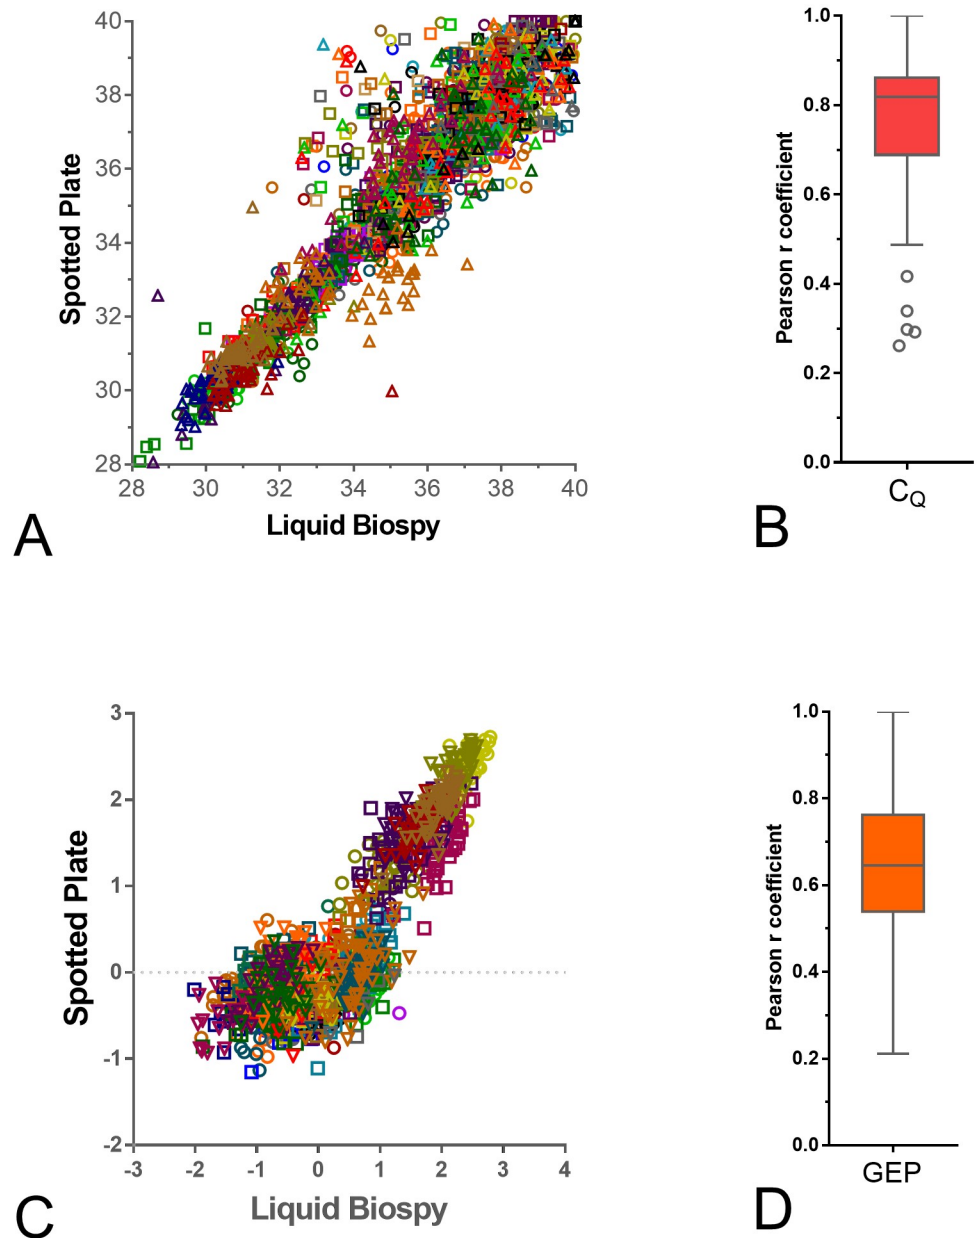 40
38
36
34
32
30
28
Spotted Plate
28 30 32 34 36 38 40
Liquid Biospy
A
1.0
0.8
0.6
0.4
0.2
0.0
Pearson r coefficient
CQ
B
3
2
1
0
-1
-2
Spotted Plate
-3 -2 -1 0 1 2 3 4
Liquid Biospy
C
1.0
0.8
0.6
0.4
0.2
0.0
Pearson r coefficient
GEP
D